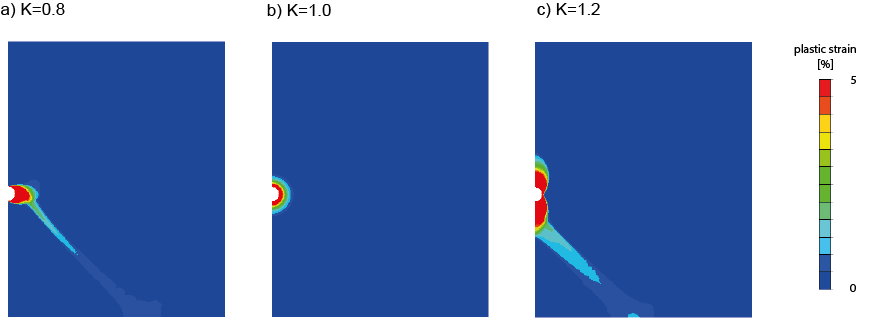 a) K=0.8
b) K=1.0
c) K=1.2
plastic strain
[%]
5
0